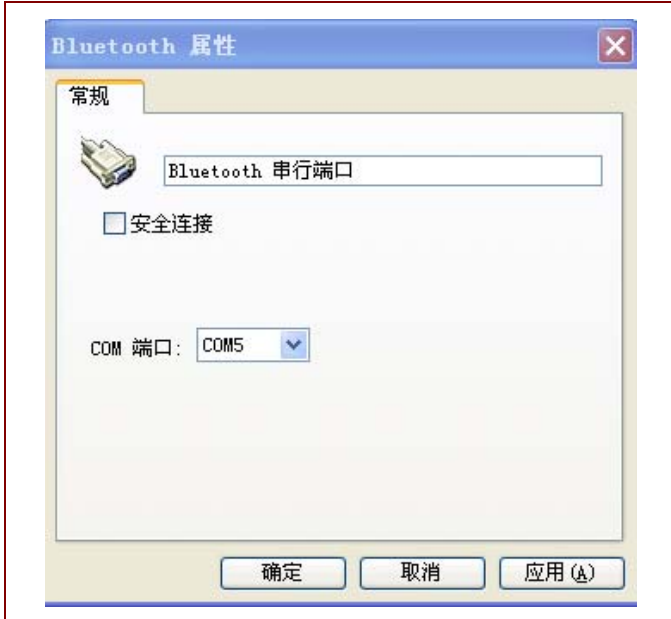 Bluetooth 属性
常规
Bluetooth 串行端口
安全连接
COM 端口: COM5
确定 取消 应用(A)